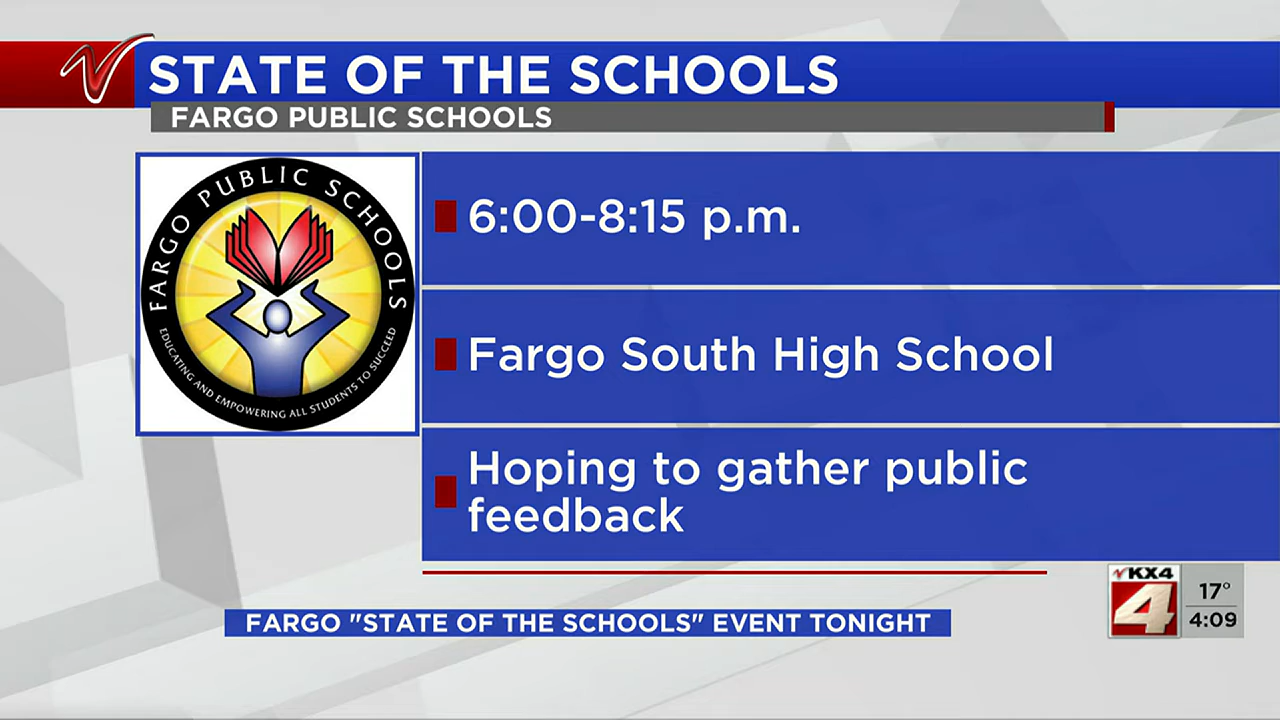 STATE OF THE SCHOOLS
FARGO PUBLIC SCHOOLS
FARGO PUBLIC SCHOOLS
EDUCATING AND EMPOWERING ALL STUDENTS TO SUCCEED
6:00-8:15 p.m.
Fargo South High School
Hoping to gather public
feedback
FARGO "STATE OF THE SCHOOLS" EVENT TONIGHT
KX4
4
17°
4:09